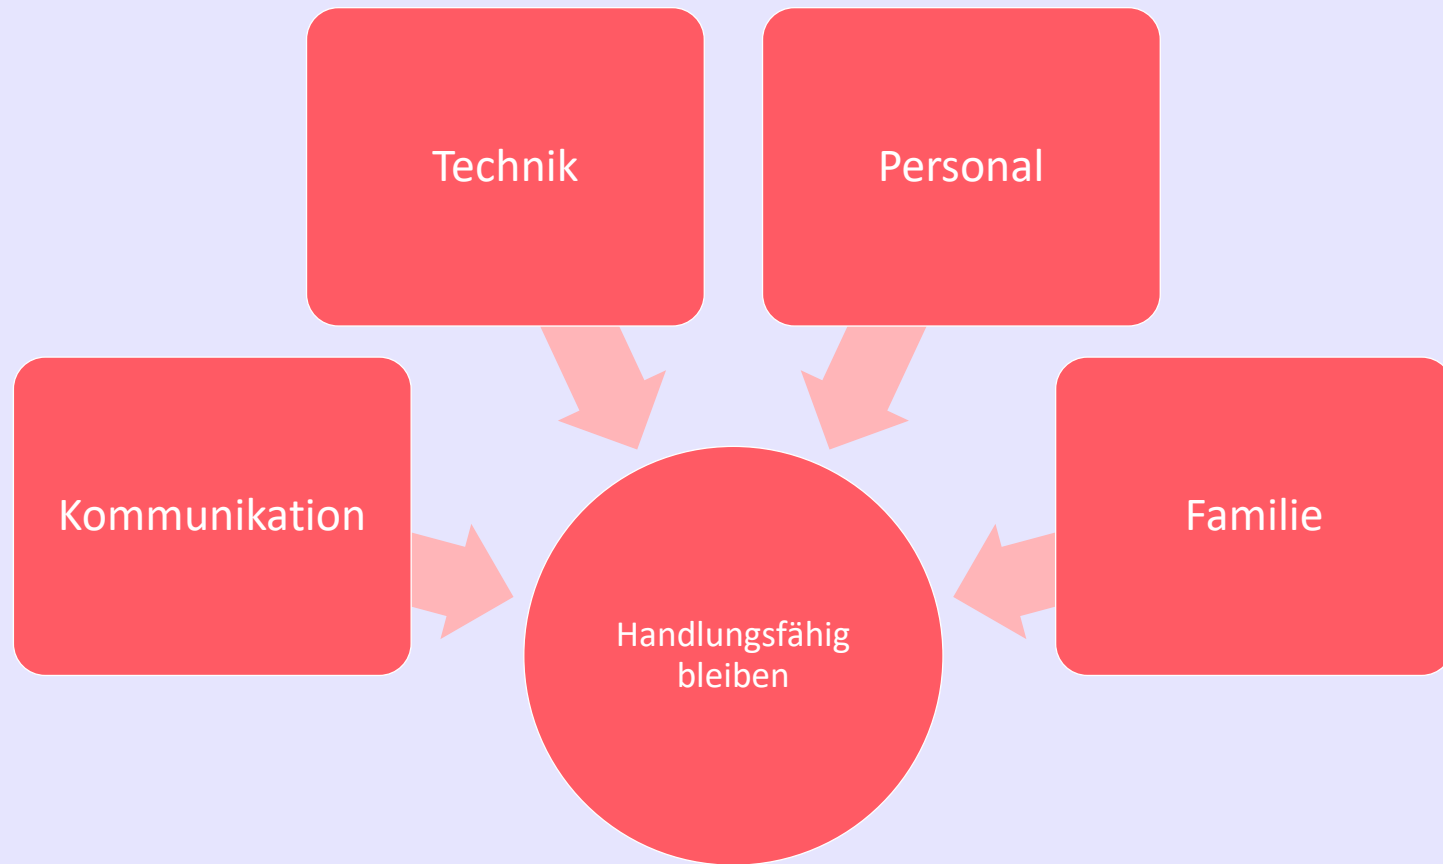 Technik
Personal
Kommunikation
Familie
Handlungsfähig
bleiben